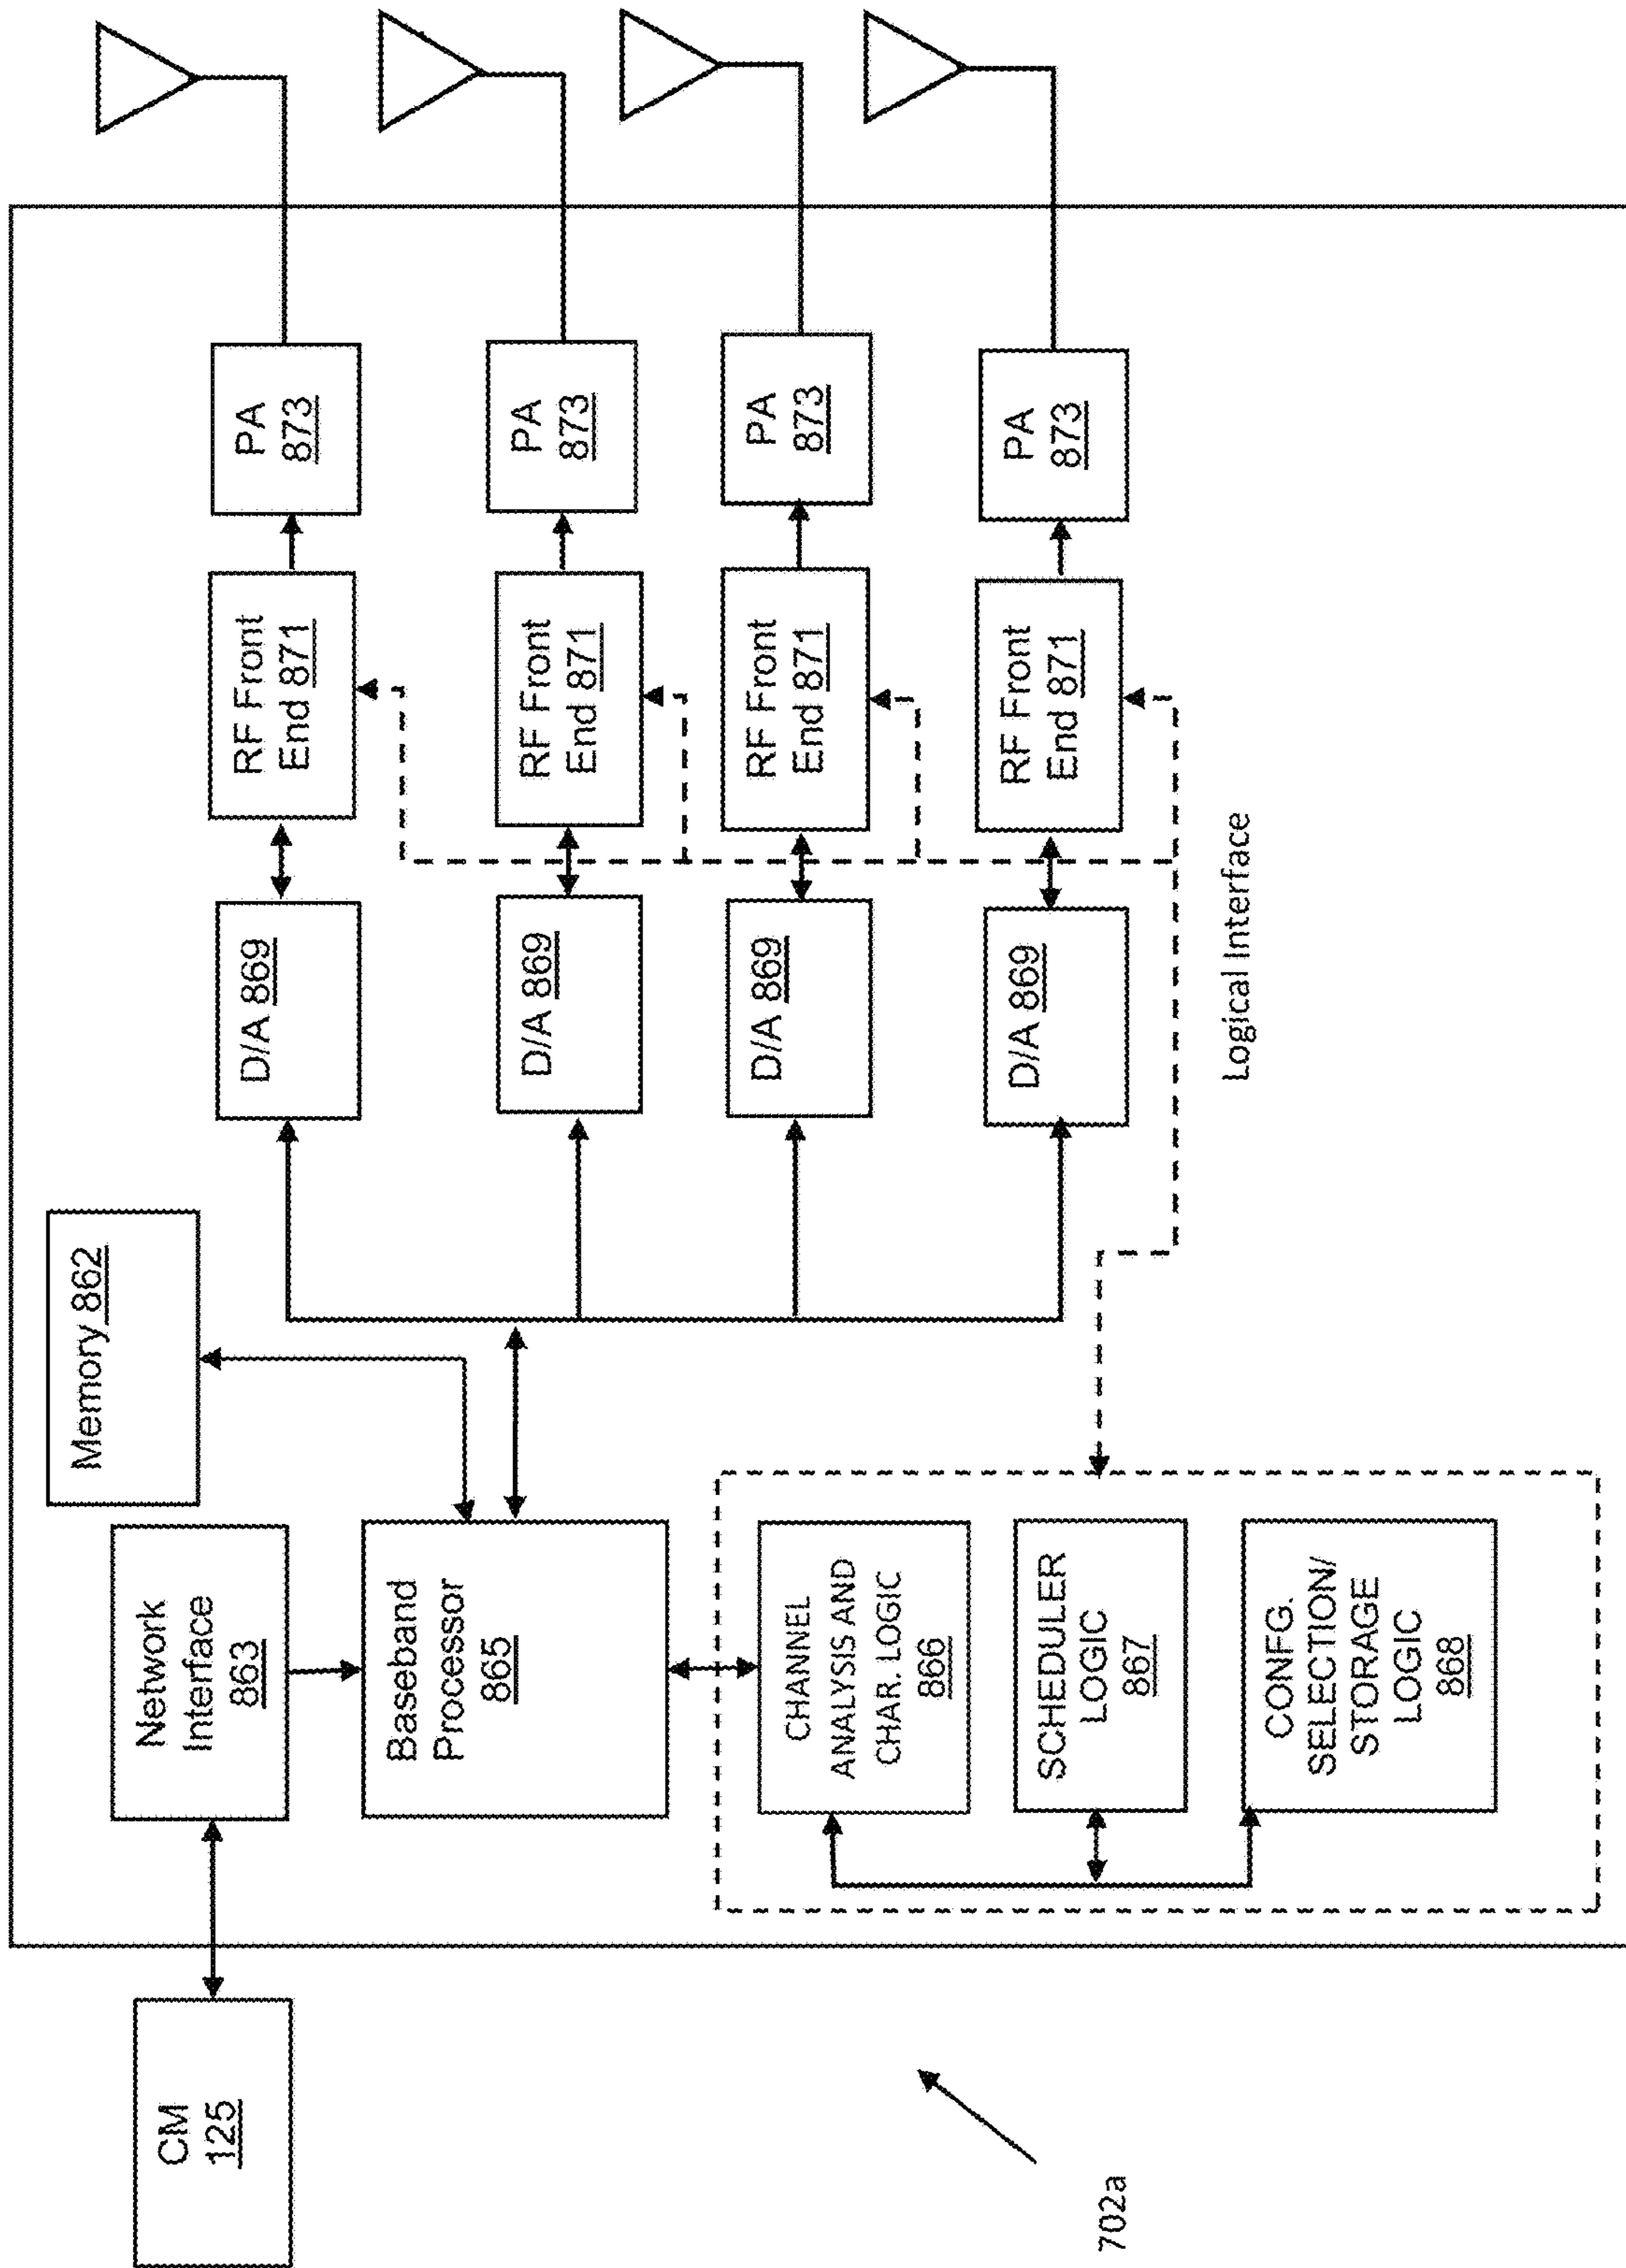 CM
125
Network
Interface
863
Memory 862
Baseband
Processor
865
CHANNEL
ANALYSIS AND
CHAR. LOGIC
866
SCHEDULER
LOGIC
867
CONFG.
SELECTION/
STORAGE
LOGIC
868
D/A 869
RF Front
End 871
PA
873
D/A 869
RF Front
End 871
PA
873
D/A 869
RF Front
End 871
PA
873
D/A 869
RF Front
End 871
PA
873
Logical Interface
702a